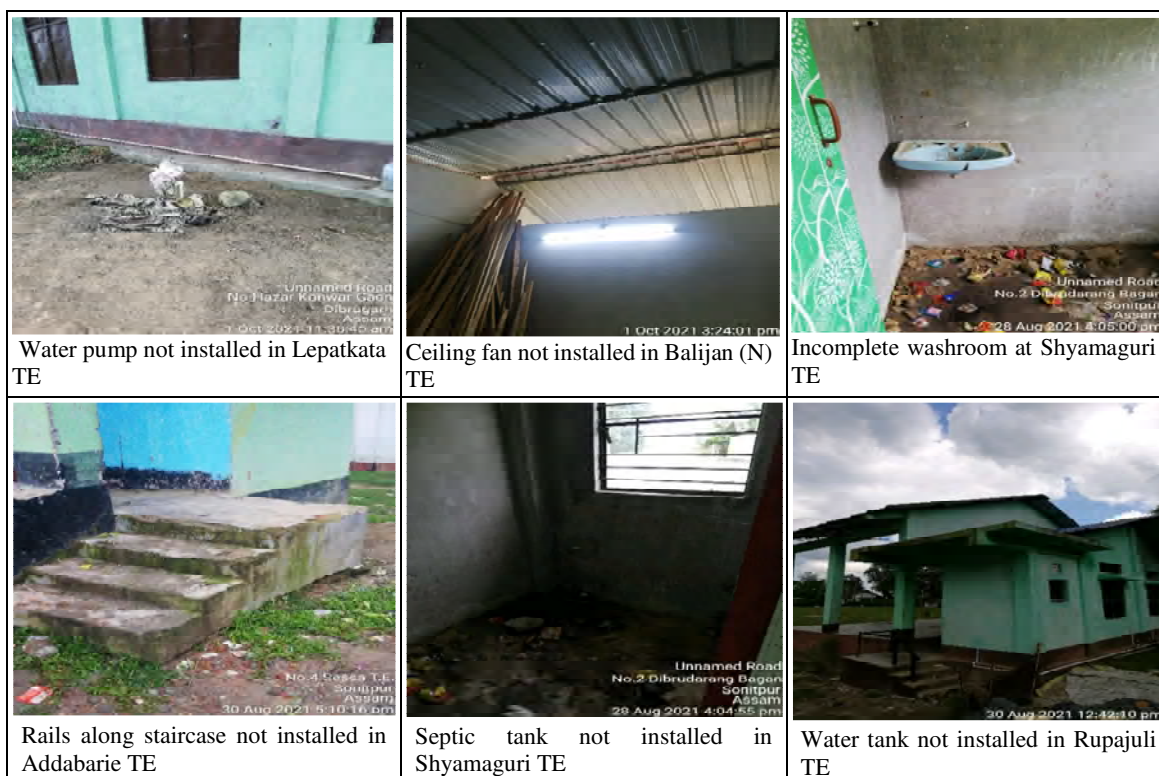 Unnamed Road
No.1 Hazar Konwar Gaon
Dibrugarh
Assam
1 Oct 2021 11:36:40 am
Water pump not installed in Lepatkata
TE
1 Oct 2021 3:24:01 pm
Ceiling fan not installed in Balijan (N)
TE
Unnamed Road
No.2 Dibrudarang Bagan
Sonitpur
Assam
28 Aug 2021 4:05:00 pm
Incomplete washroom at Shyamaguri
TE
No.4 Sessa T.E.
Sonitpur
Assam
30 Aug 2021 5:10:16 pm
Rails along staircase not installed in
Addabarie TE
Unnamed Road
No.2 Dibrudarang Bagan
Sonitpur
Assam
28 Aug 2021 4:04:55 pm
Septic tank not installed in
Shyamaguri TE
30 Aug 2021 12:42:10 pm
Water tank not installed in Rupajuli
TE